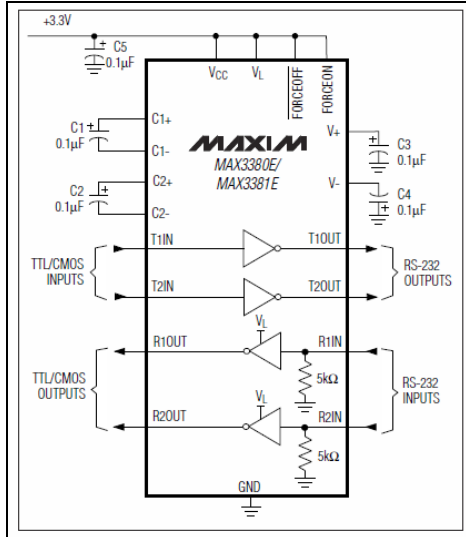 +3.3V
C5
0.1µF
VCC
VL
FORCEOFF
FORCEON
C1+
C1
0.1µF
C1-
C2+
C2
0.1µF
C2-
MAXIM
MAX3380E/
MAX3381E
V+
C3
0.1µF
V-
C4
0.1µF
TTL/CMOS
INPUTS
T1IN
T1OUT
T2IN
T2OUT
RS-232
OUTPUTS
TTL/CMOS
OUTPUTS
R1OUT
VL
R1IN
5kΩ
R2OUT
VL
R2IN
5kΩ
RS-232
INPUTS
GND